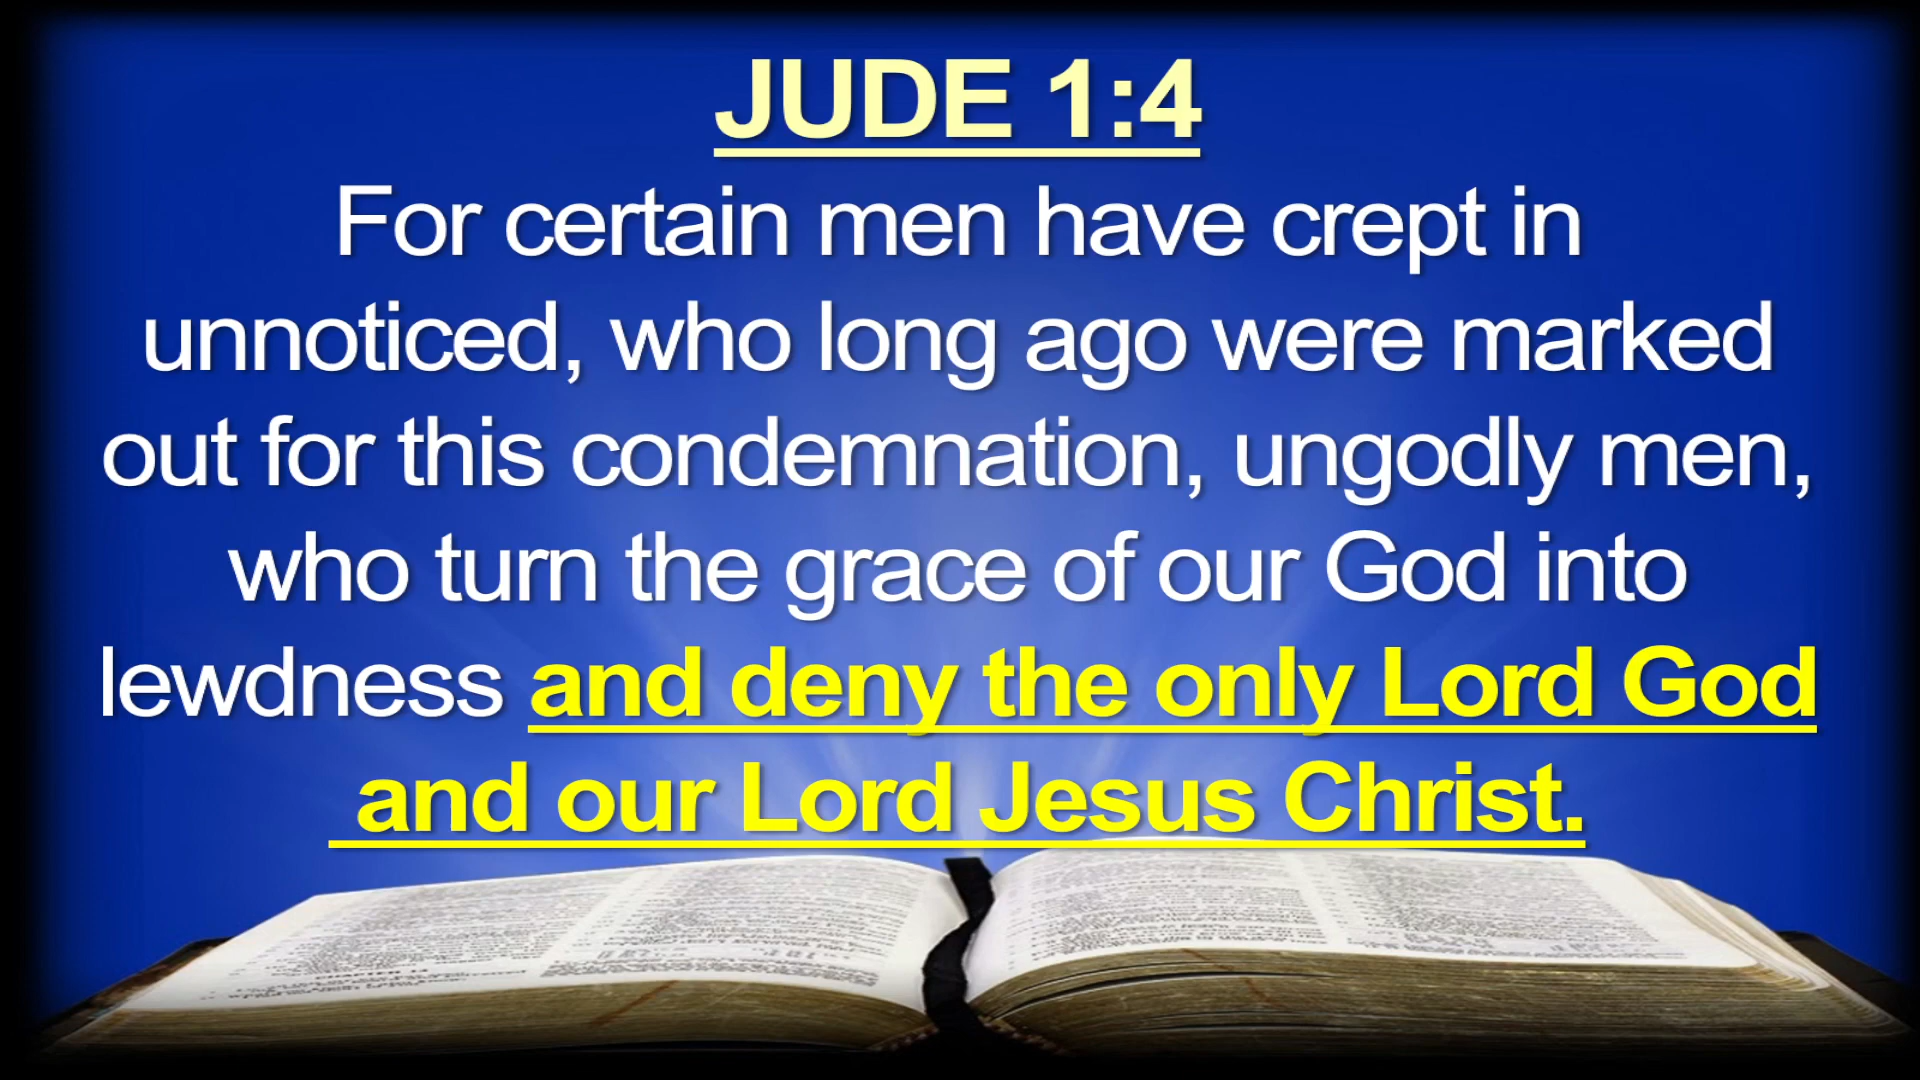 JUDE 1:4
For certain men have crept in
unnoticed, who long ago were marked
out for this condemnation, ungodly men,
who turn the grace of our God into
lewdness and deny the only Lord God
and our Lord Jesus Christ.